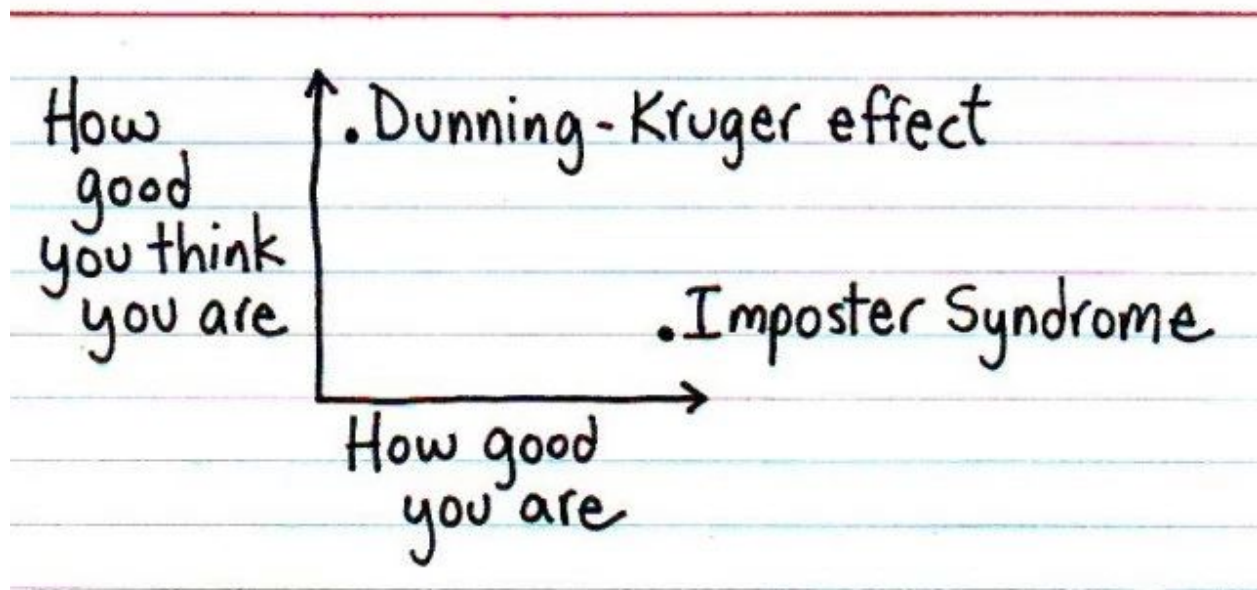 How
good
you think
you are
.Dunning-Kruger effect
.Imposter Syndrome
How good
you are